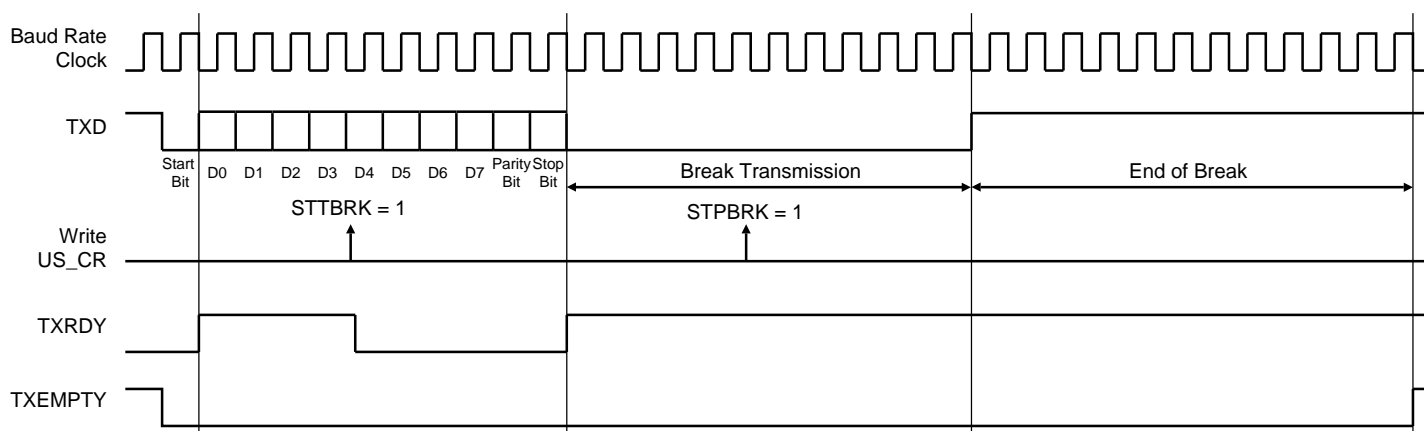 Baud Rate
Clock
TXD
Start
Bit
D0 D1 D2 D3 D4 D5 D6 D7
Parity
Bit
Stop
Bit
Break Transmission
End of Break
STTBRK = 1
STPBRK = 1
Write
US_CR
TXRDY
TXEMPTY